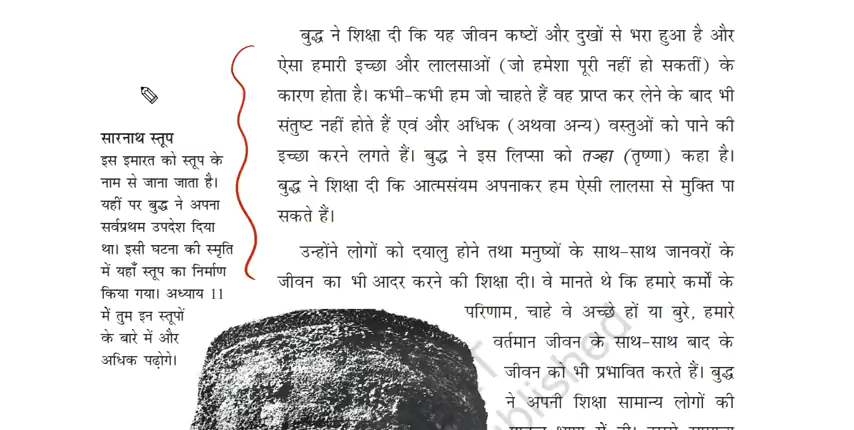 बुद्ध ने शिक्षा दी कि यह जीवन कष्टों और दुखों से भरा हुआ है और
ऐसा हमारी इच्छा और लालसाओं (जो हमेशा पूरी नहीं हो सकतीं) के
कारण होता है। कभी-कभी हम जो चाहते हैं वह प्राप्त कर लेने के बाद भी
संतुष्ट नहीं होते हैं एवं और अधिक (अथवा अन्य) वस्तुओं को पाने की
इच्छा करने लगते हैं। बुद्ध ने इस लिप्सा को तञ्हा (तृष्णा) कहा है।
बुद्ध ने शिक्षा दी कि आत्मसंयम अपनाकर हम ऐसी लालसा से मुक्ति पा
सकते हैं।
उन्होंने लोगों को दयालु होने तथा मनुष्यों के साथ-साथ जानवरों के
जीवन का भी आदर करने की शिक्षा दी। वे मानते थे कि हमारे कर्मों के
परिणाम, चाहे वे अच्छे हों या बुरे, हमारे
वर्तमान जीवन के साथ-साथ बाद के
जीवन को भी प्रभावित करते हैं। बुद्ध
ने अपनी शिक्षा सामान्य लोगों की
सारनाथ स्तूप
इस इमारत को स्तूप के
नाम से जाना जाता है।
यहीं पर बुद्ध ने अपना
सर्वप्रथम उपदेश दिया
था। इसी घटना की स्मृति
में यहाँ स्तूप का निर्माण
किया गया। अध्याय 11
में तुम इन स्तूपों
के बारे में और
अधिक पढ़ोगे।